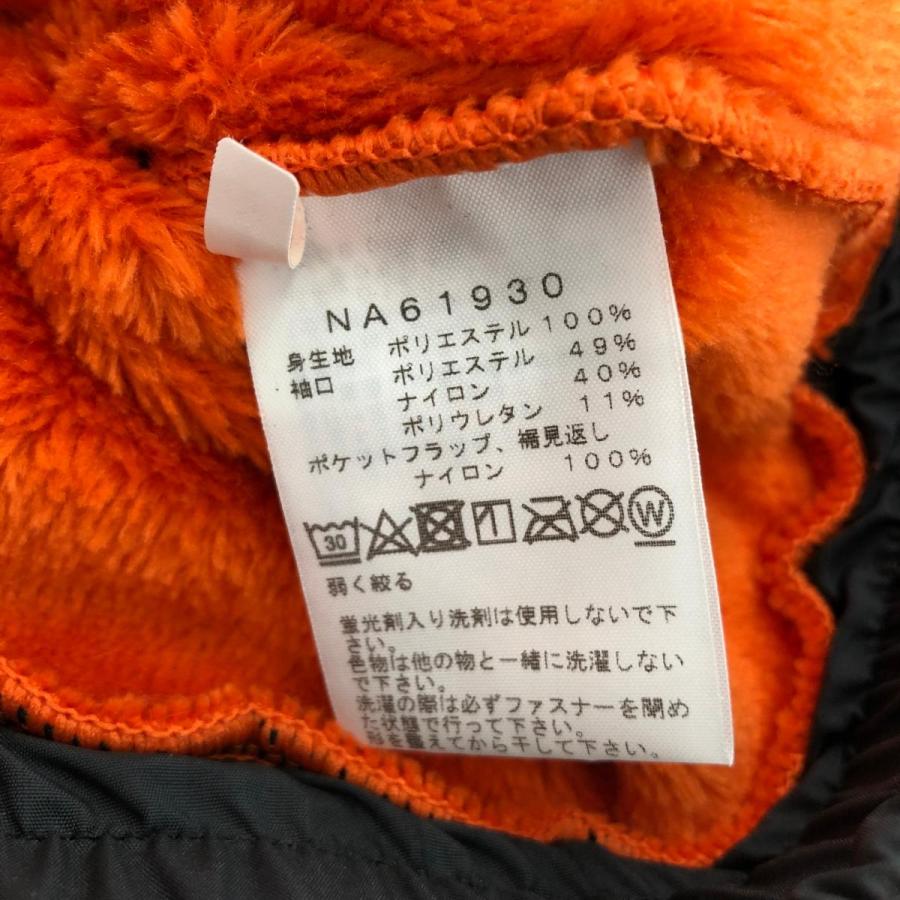 NA61930
身生地 ポリエステル 100%
袖口 ポリエステル 49%
ナイロン 40%
ポリウレタン 11%
ポケットフラップ、裾見返し
ナイロン 100%
30 W
弱く絞る
蛍光剤入り洗剤は使用しないで下
さい。
色物は他の物と一緒に洗濯しない
で下さい。
洗濯の際は必ずファスナーを閉め
た状態で行って下さい。
形を整えてから干して下さい。